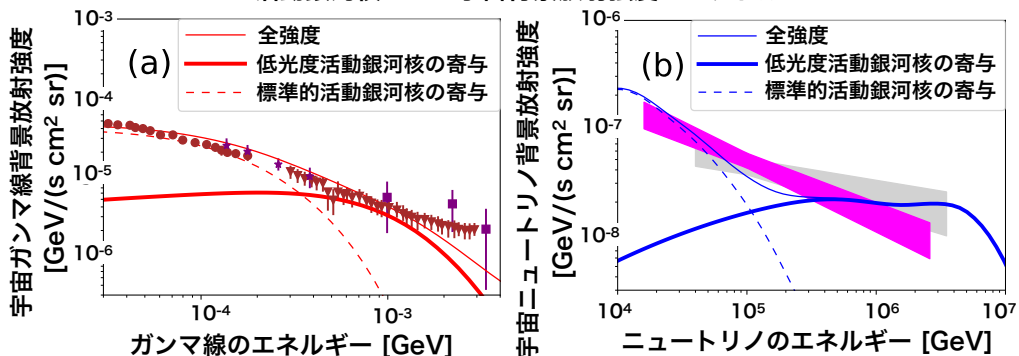 (a)
全強度
低光度活動銀河核の寄与
標準的活動銀河核の寄与
宇宙ガンマ線背景放射強度
[GeV/(s cm² sr)]
10⁻³
10⁻⁴
10⁻⁵
10⁻⁶
10⁻⁴
10⁻³
ガンマ線のエネルギー [GeV]
(b)
全強度
低光度活動銀河核の寄与
標準的活動銀河核の寄与
宇宙ニュートリノ背景放射強度
[GeV/(s cm² sr)]
10⁻⁶
10⁻⁷
10⁻⁸
10⁴
10⁵
10⁶
10⁷
ニュートリノのエネルギー [GeV]